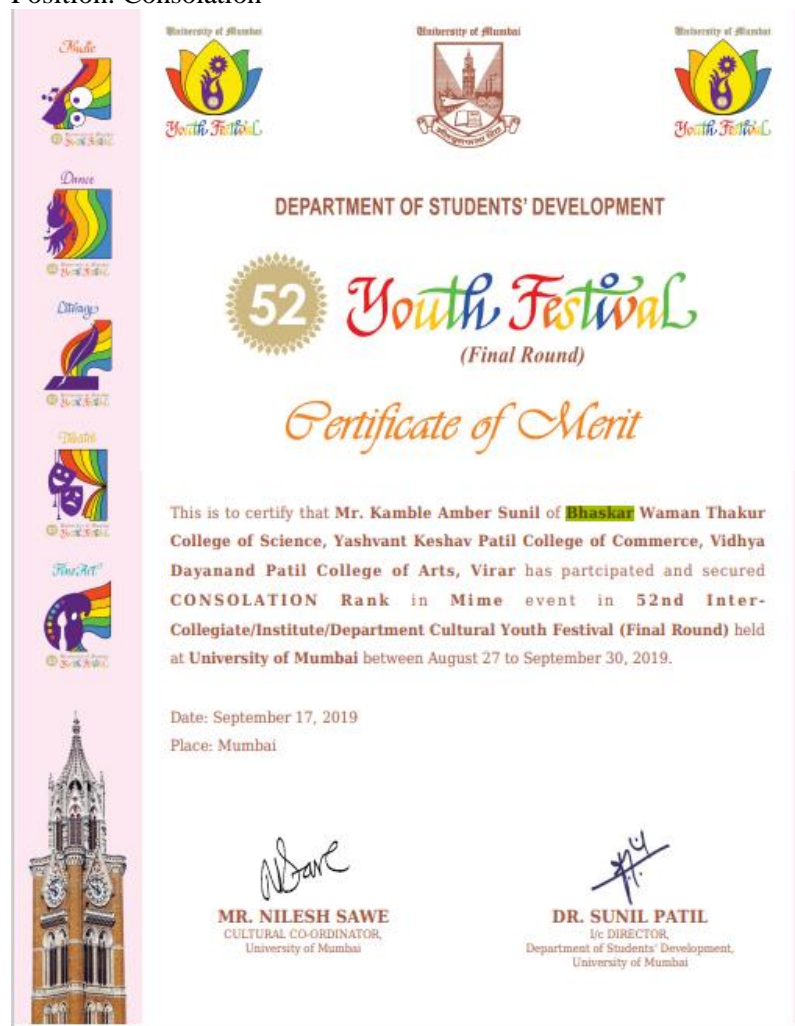 Position: Consolation
Music
Dance
Literary
Theatre
Fine Art
University of Mumbai
Youth Festival
University of Mumbai
University of Mumbai
Youth Festival
DEPARTMENT OF STUDENTS' DEVELOPMENT
52 Youth Festival
(Final Round)
Certificate of Merit
This is to certify that Mr. Kamble Amber Sunil of Bhaskar Waman Thakur
College of Science, Yashvant Keshav Patil College of Commerce, Vidhya
Dayanand Patil College of Arts, Virar has partcipated and secured
CONSOLATION Rank in Mime event in 52nd Inter-
Collegiate/Institute/Department Cultural Youth Festival (Final Round) held
at University of Mumbai between August 27 to September 30, 2019.
Date: September 17, 2019
Place: Mumbai
MR. NILESH SAWE
CULTURAL CO-ORDINATOR,
University of Mumbai
DR. SUNIL PATIL
I/c DIRECTOR,
Department of Students' Development,
University of Mumbai